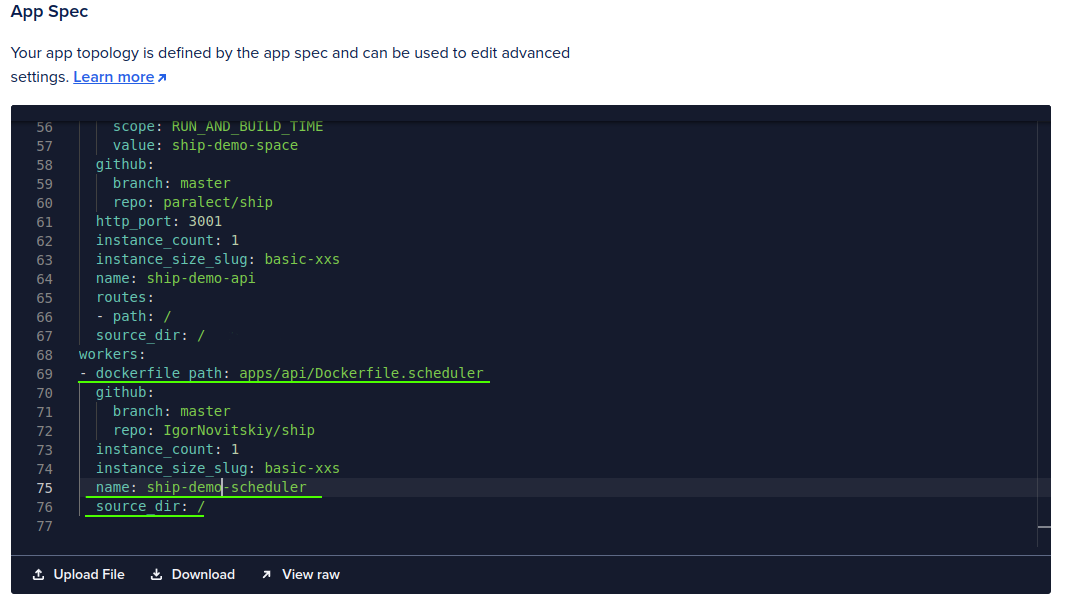 App Spec
Your app topology is defined by the app spec and can be used to edit advanced
settings. Learn more
56 scope: RUN_AND_BUILD_TIME
57 value: ship-demo-space
58 github:
59 branch: master
60 repo: paralect/ship
61 http_port: 3001
62 instance_count: 1
63 instance_size_slug: basic-xxs
64 name: ship-demo-api
65 routes:
66 - path: /
67 source_dir: /
68 workers:
69 - dockerfile_path: apps/api/Dockerfile.scheduler
70 github:
71 branch: master
72 repo: IgorNovitskiy/ship
73 instance_count: 1
74 instance_size_slug: basic-xxs
75 name: ship-demo-scheduler
76 source_dir: /
77
Upload File Download View raw